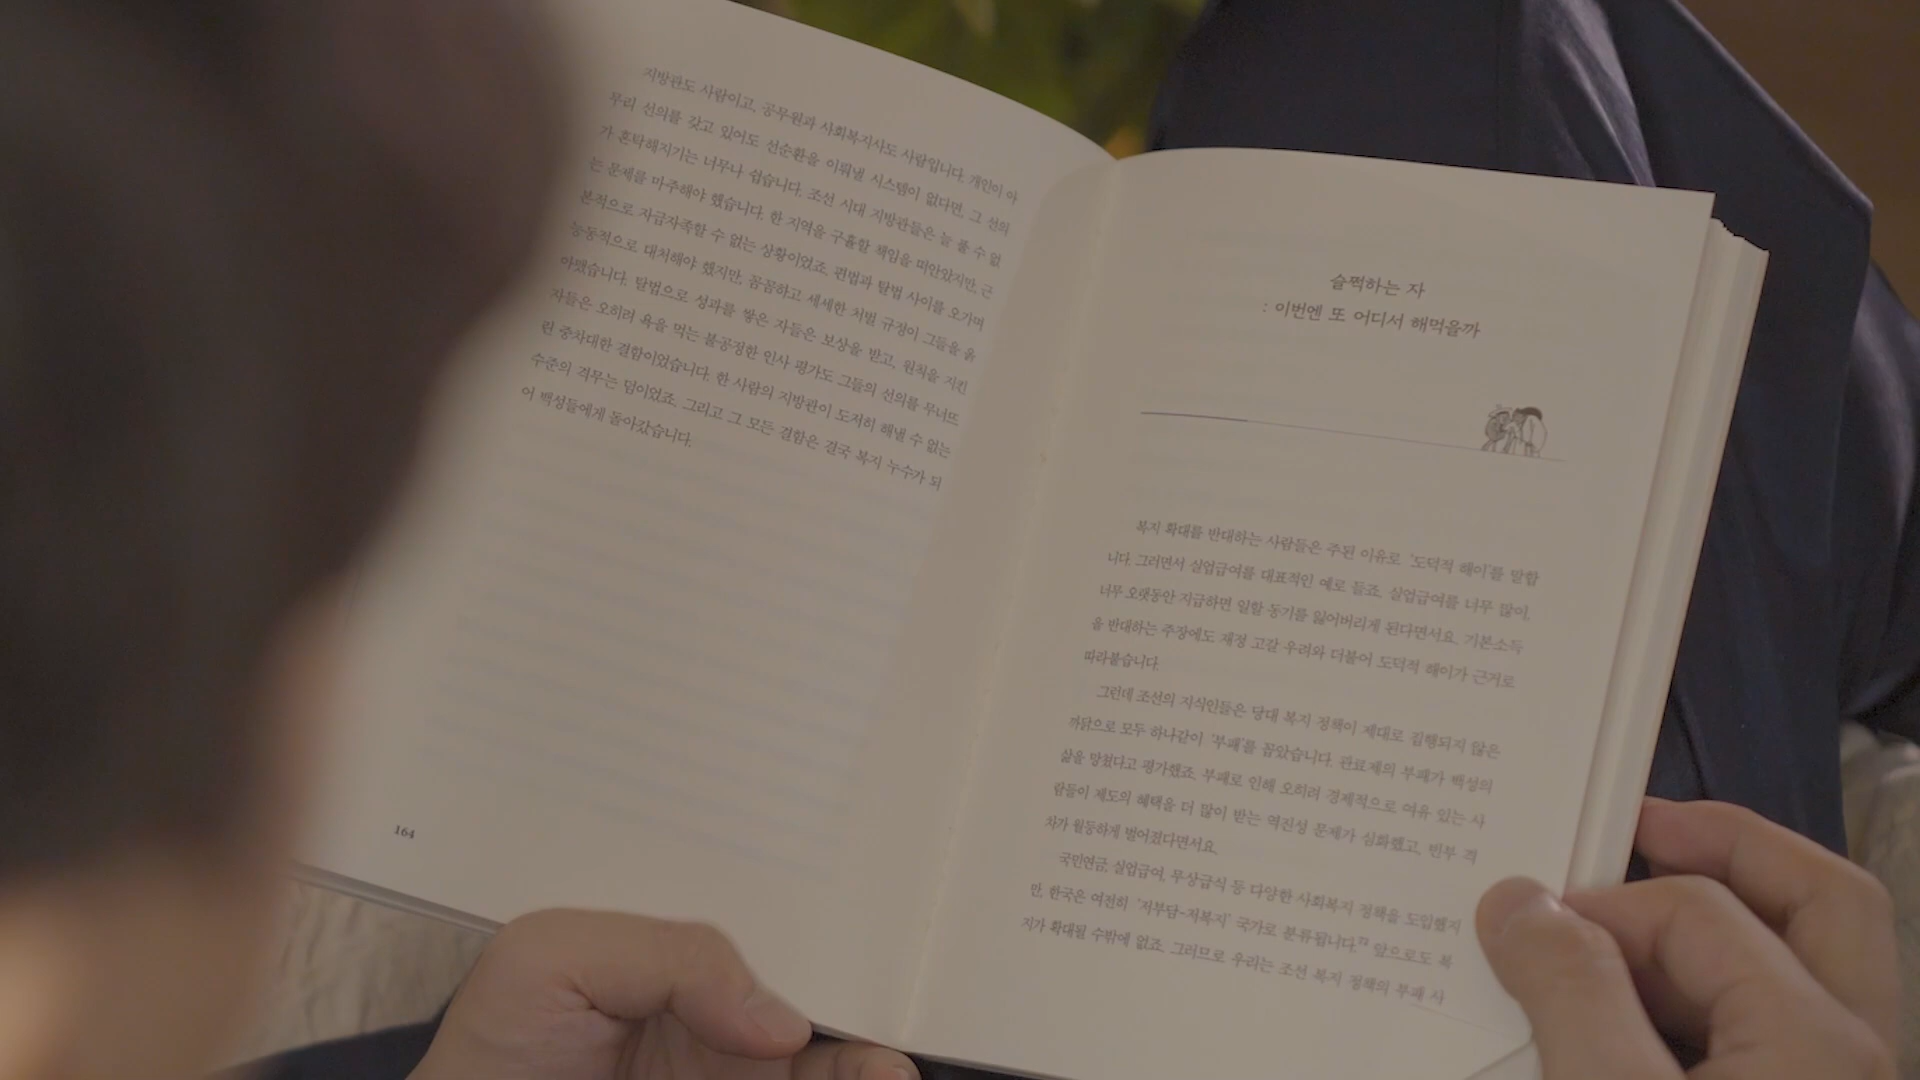 지방관도 사람이고, 공무원과 사회복지사도 사람입니다. 개인이 아
무리 선의를 갖고 있어도 선순환을 이뤄낼 시스템이 없다면, 그 선의
가 혼탁해지기는 너무나 쉽습니다. 조선 시대 지방관들은 늘 풀 수 없
는 문제를 마주해야 했습니다. 한 지역을 구휼할 책임을 떠안았지만, 근
본적으로 자급자족할 수 없는 상황이었죠. 편법과 탈법 사이를 오가며
능동적으로 대처해야 했지만, 꼼꼼하고 세세한 처벌 규정이 그들을 옭
아맸습니다. 탈법으로 성과를 쌓은 자들은 보상을 받고, 원칙을 지킨
자들은 오히려 욕을 먹는 불공정한 인사 평가도 그들의 선의를 무너뜨
린 중차대한 결함이었습니다. 한 사람의 지방관이 도저히 해낼 수 없는
수준의 격무는 덤이었죠. 그리고 그 모든 결함은 결국 복지 누수가 되
어 백성들에게 돌아갔습니다.
164
슬쩍하는 자
: 이번엔 또 어디서 해먹을까
복지 확대를 반대하는 사람들은 주된 이유로 '도덕적 해이'를 말합
니다. 그러면서 실업급여를 대표적인 예로 들죠. 실업급여를 너무 많이,
너무 오랫동안 지급하면 일할 동기를 잃어버리게 된다면서요. 기본소득
을 반대하는 주장에도 재정 고갈 우려와 더불어 도덕적 해이가 근거로
따라붙습니다.
그런데 조선의 지식인들은 당대 복지 정책이 제대로 집행되지 않은
까닭으로 모두 하나같이 '부패'를 꼽았습니다. 관료제의 부패가 백성의
삶을 망쳤다고 평가했죠. 부패로 인해 오히려 경제적으로 여유 있는 사
람들이 제도의 혜택을 더 많이 받는 역진성 문제가 심화했고, 빈부 격
차가 월등하게 벌어졌다면서요.
국민연금, 실업급여, 무상급식 등 다양한 사회복지 정책을 도입했지
만, 한국은 여전히 '저부담-저복지' 국가로 분류됩니다. 앞으로도 복
지가 확대될 수밖에 없죠. 그러므로 우리는 조선 복지 정책의 부패 사